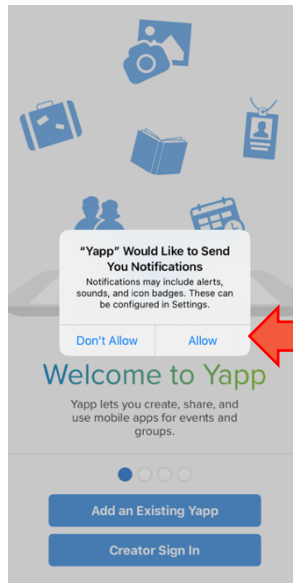 “Yapp” Would Like to Send
You Notifications
Notifications may include alerts,
sounds, and icon badges. These can
be configured in Settings.
Don’t Allow
Allow
Welcome to Yapp
Yapp lets you create, share, and
use mobile apps for events and
groups.
Add an Existing Yapp
Creator Sign In